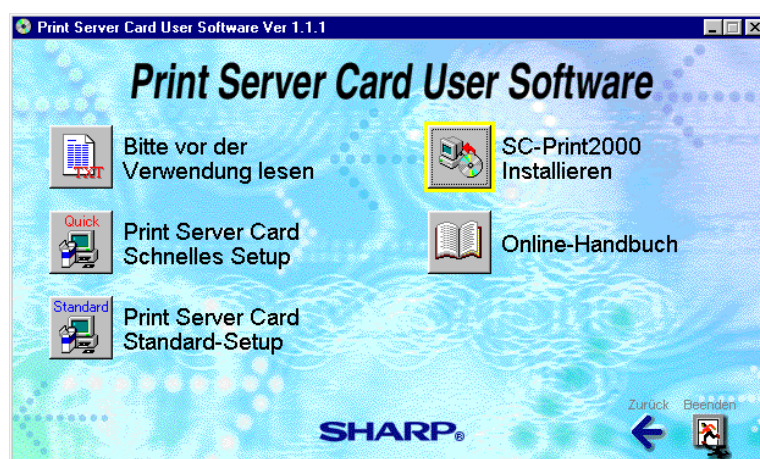 Print Server Card User Software Ver 1.1.1
Print Server Card User Software
Bitte vor der
Verwendung lesen
TXT
SC-Print2000
Installieren
Quick
Print Server Card
Schnelles Setup
Online-Handbuch
Standard
Print Server Card
Standard-Setup
Zurück
Beenden
SHARP®